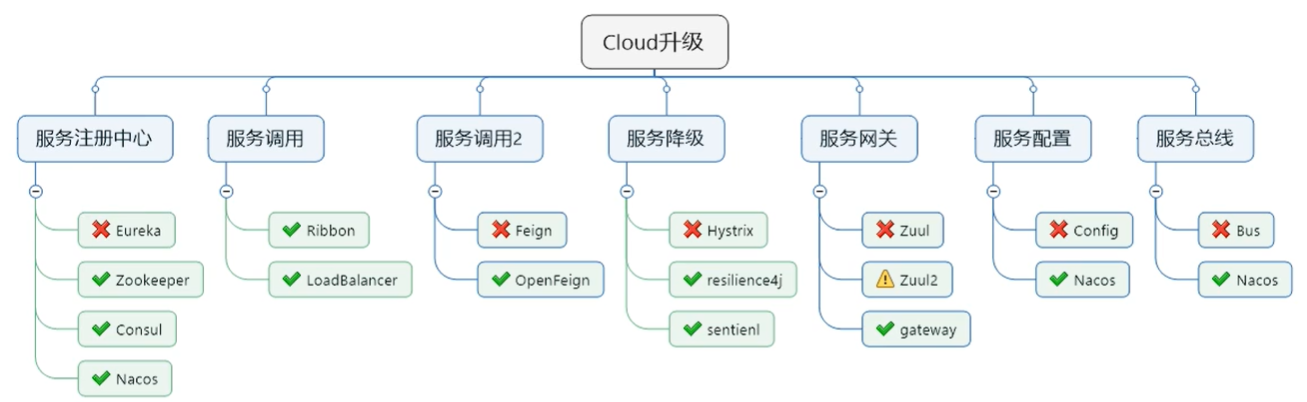 Cloud升级
服务注册中心
服务调用
服务调用2
服务降级
服务网关
服务配置
服务总线
Eureka
Zookeeper
Consul
Nacos
Ribbon
LoadBalancer
Feign
OpenFeign
Hystrix
resilience4j
sentienl
Zuul
Zuul2
gateway
Config
Nacos
Bus
Nacos